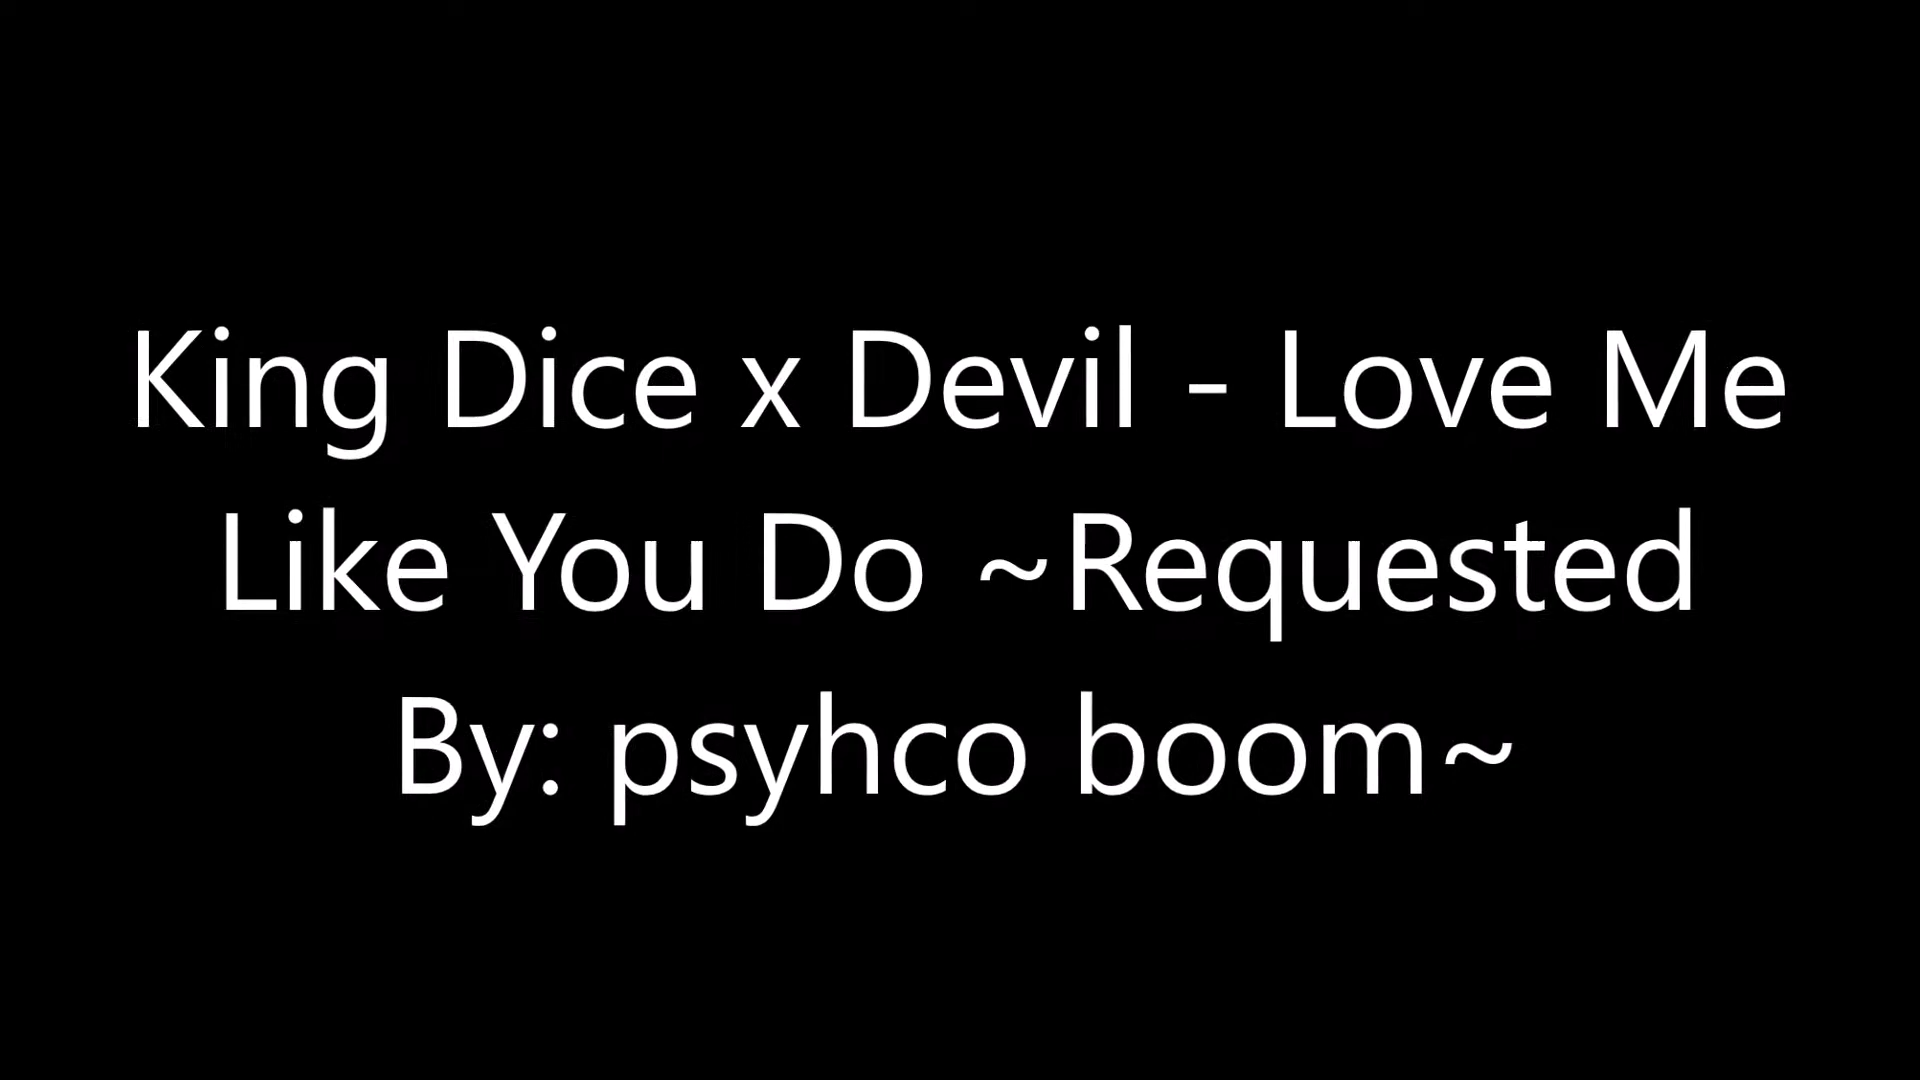 King Dice x Devil - Love Me
Like You Do ~Requested
By: psyhco boom~